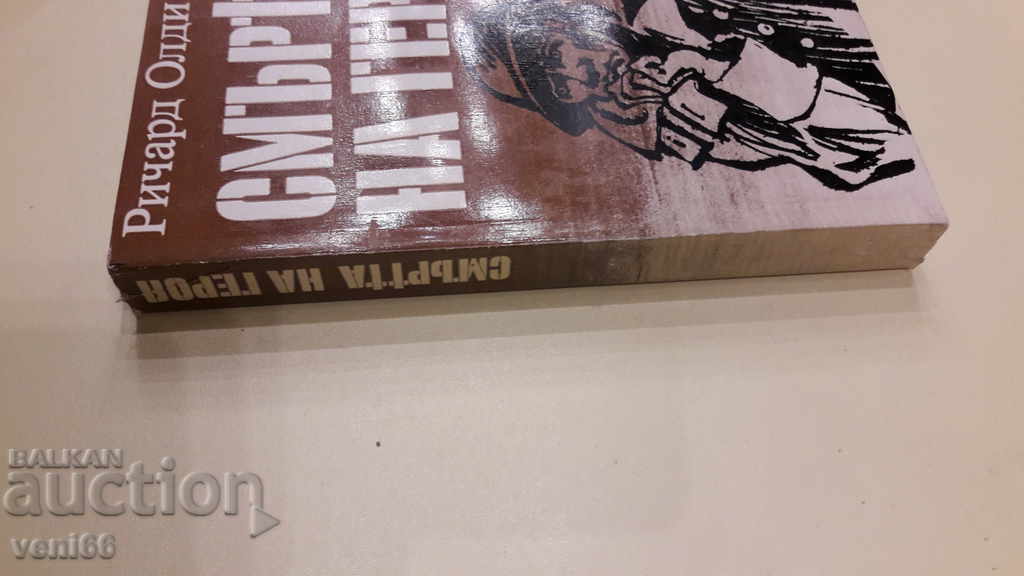 Ричард Олди
СМЪРТ
НА ГЕР
СМЪРТТА НА ГЕРОЯ
BALKAN
auction
veni66